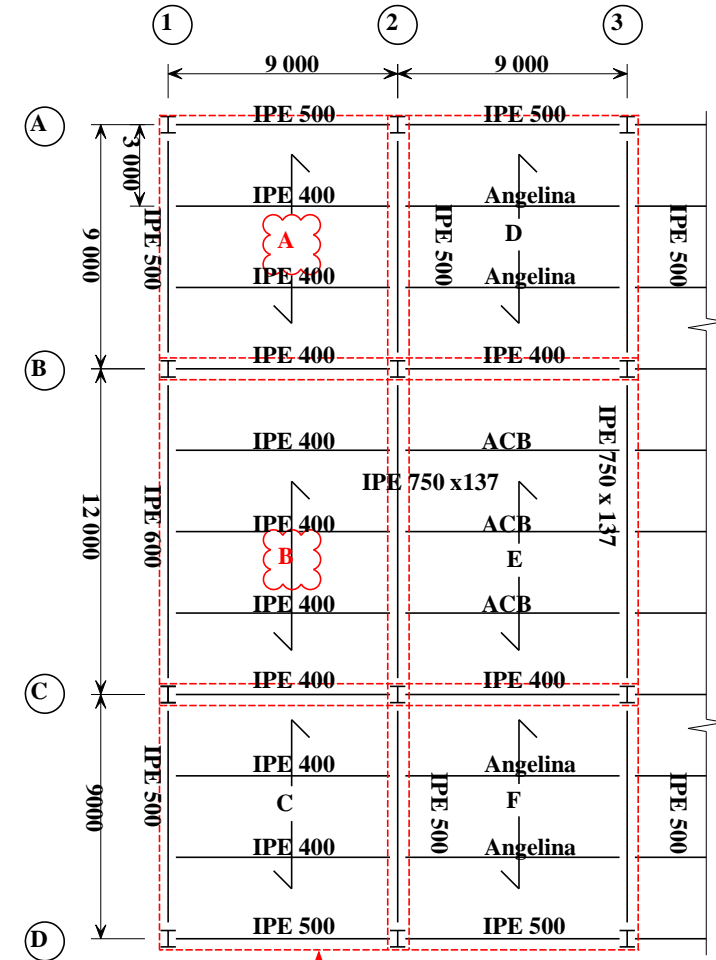 1 2 3
9 000 9 000
A IPE 500 IPE 500
3 000
IPE 400 Angelina
9 000 IPE 500 A IPE 500 D IPE 500
IPE 400 Angelina
B IPE 400 IPE 400
IPE 400 ACB
IPE 750 x137 IPE 750 x 137
12 000 IPE 600 IPE 400 ACB
B E
IPE 400 ACB
C IPE 400 IPE 400
IPE 400 Angelina
9000 IPE 500 C IPE 500 F IPE 500
IPE 400 Angelina
D IPE 500 IPE 500